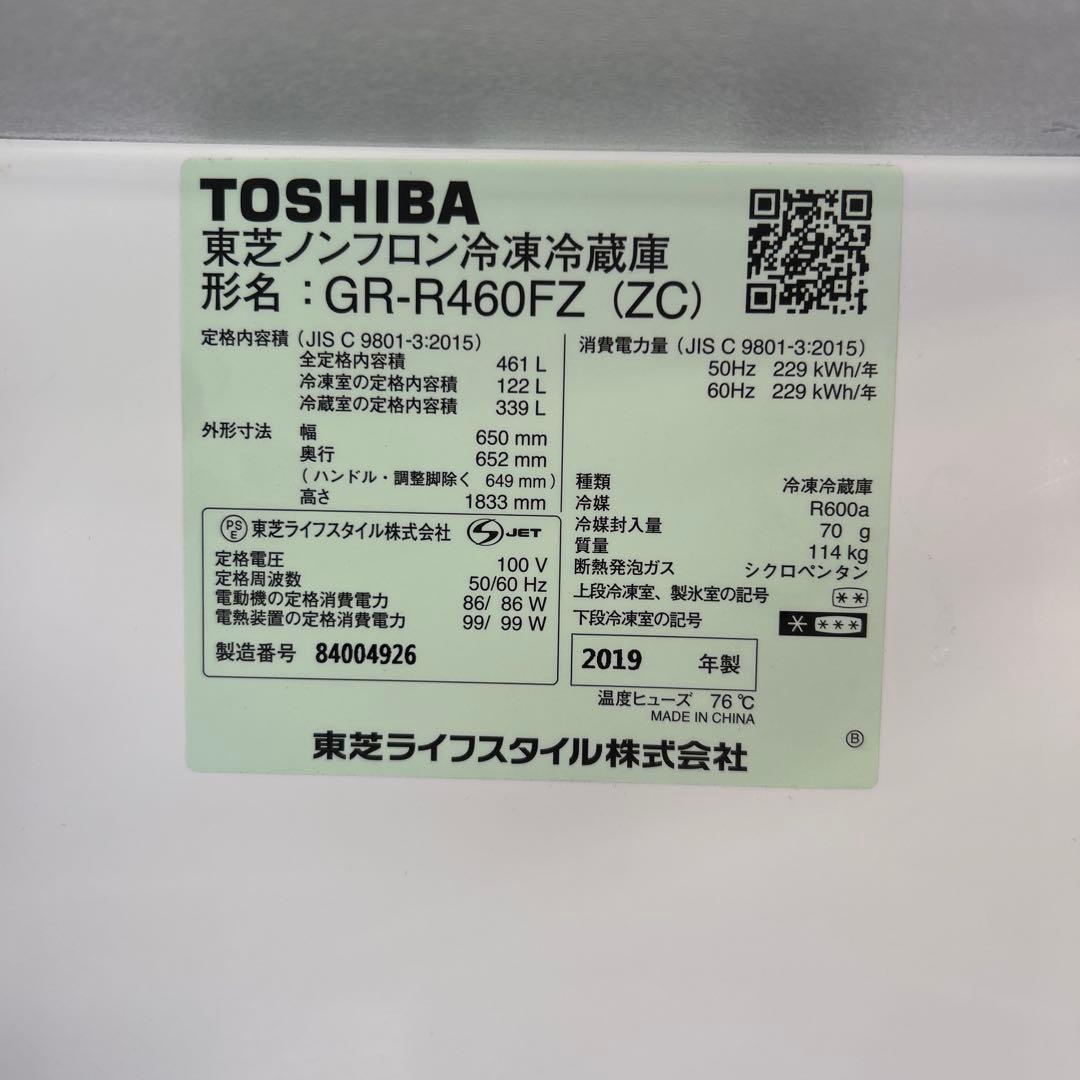 TOSHIBA
東芝ノンフロン冷凍冷蔵庫
形名：GR-R460FZ (ZC)
定格内容積 (JIS C 9801-3:2015)
全定格内容積 461 L
冷凍室の定格内容積 122 L
冷蔵室の定格内容積 339 L
外形寸法 幅 650 mm
奥行 652 mm
(ハンドル・調整脚除く 649 mm)
高さ 1833 mm
PSE 東芝ライフスタイル株式会社 S JET
定格電圧 100 V
定格周波数 50/60 Hz
電動機の定格消費電力 86/ 86 W
電熱装置の定格消費電力 99/ 99 W
製造番号 84004926
消費電力量 (JIS C 9801-3:2015)
50Hz 229 kWh/年
60Hz 229 kWh/年
種類 冷凍冷蔵庫
冷媒 R600a
冷媒封入量 70 g
質量 114 kg
断熱発泡ガス シクロペンタン
上段冷凍室、製氷室の記号 **
下段冷凍室の記号 * ***
2019 年製
温度ヒューズ 76℃
MADE IN CHINA
東芝ライフスタイル株式会社
Ⓑ